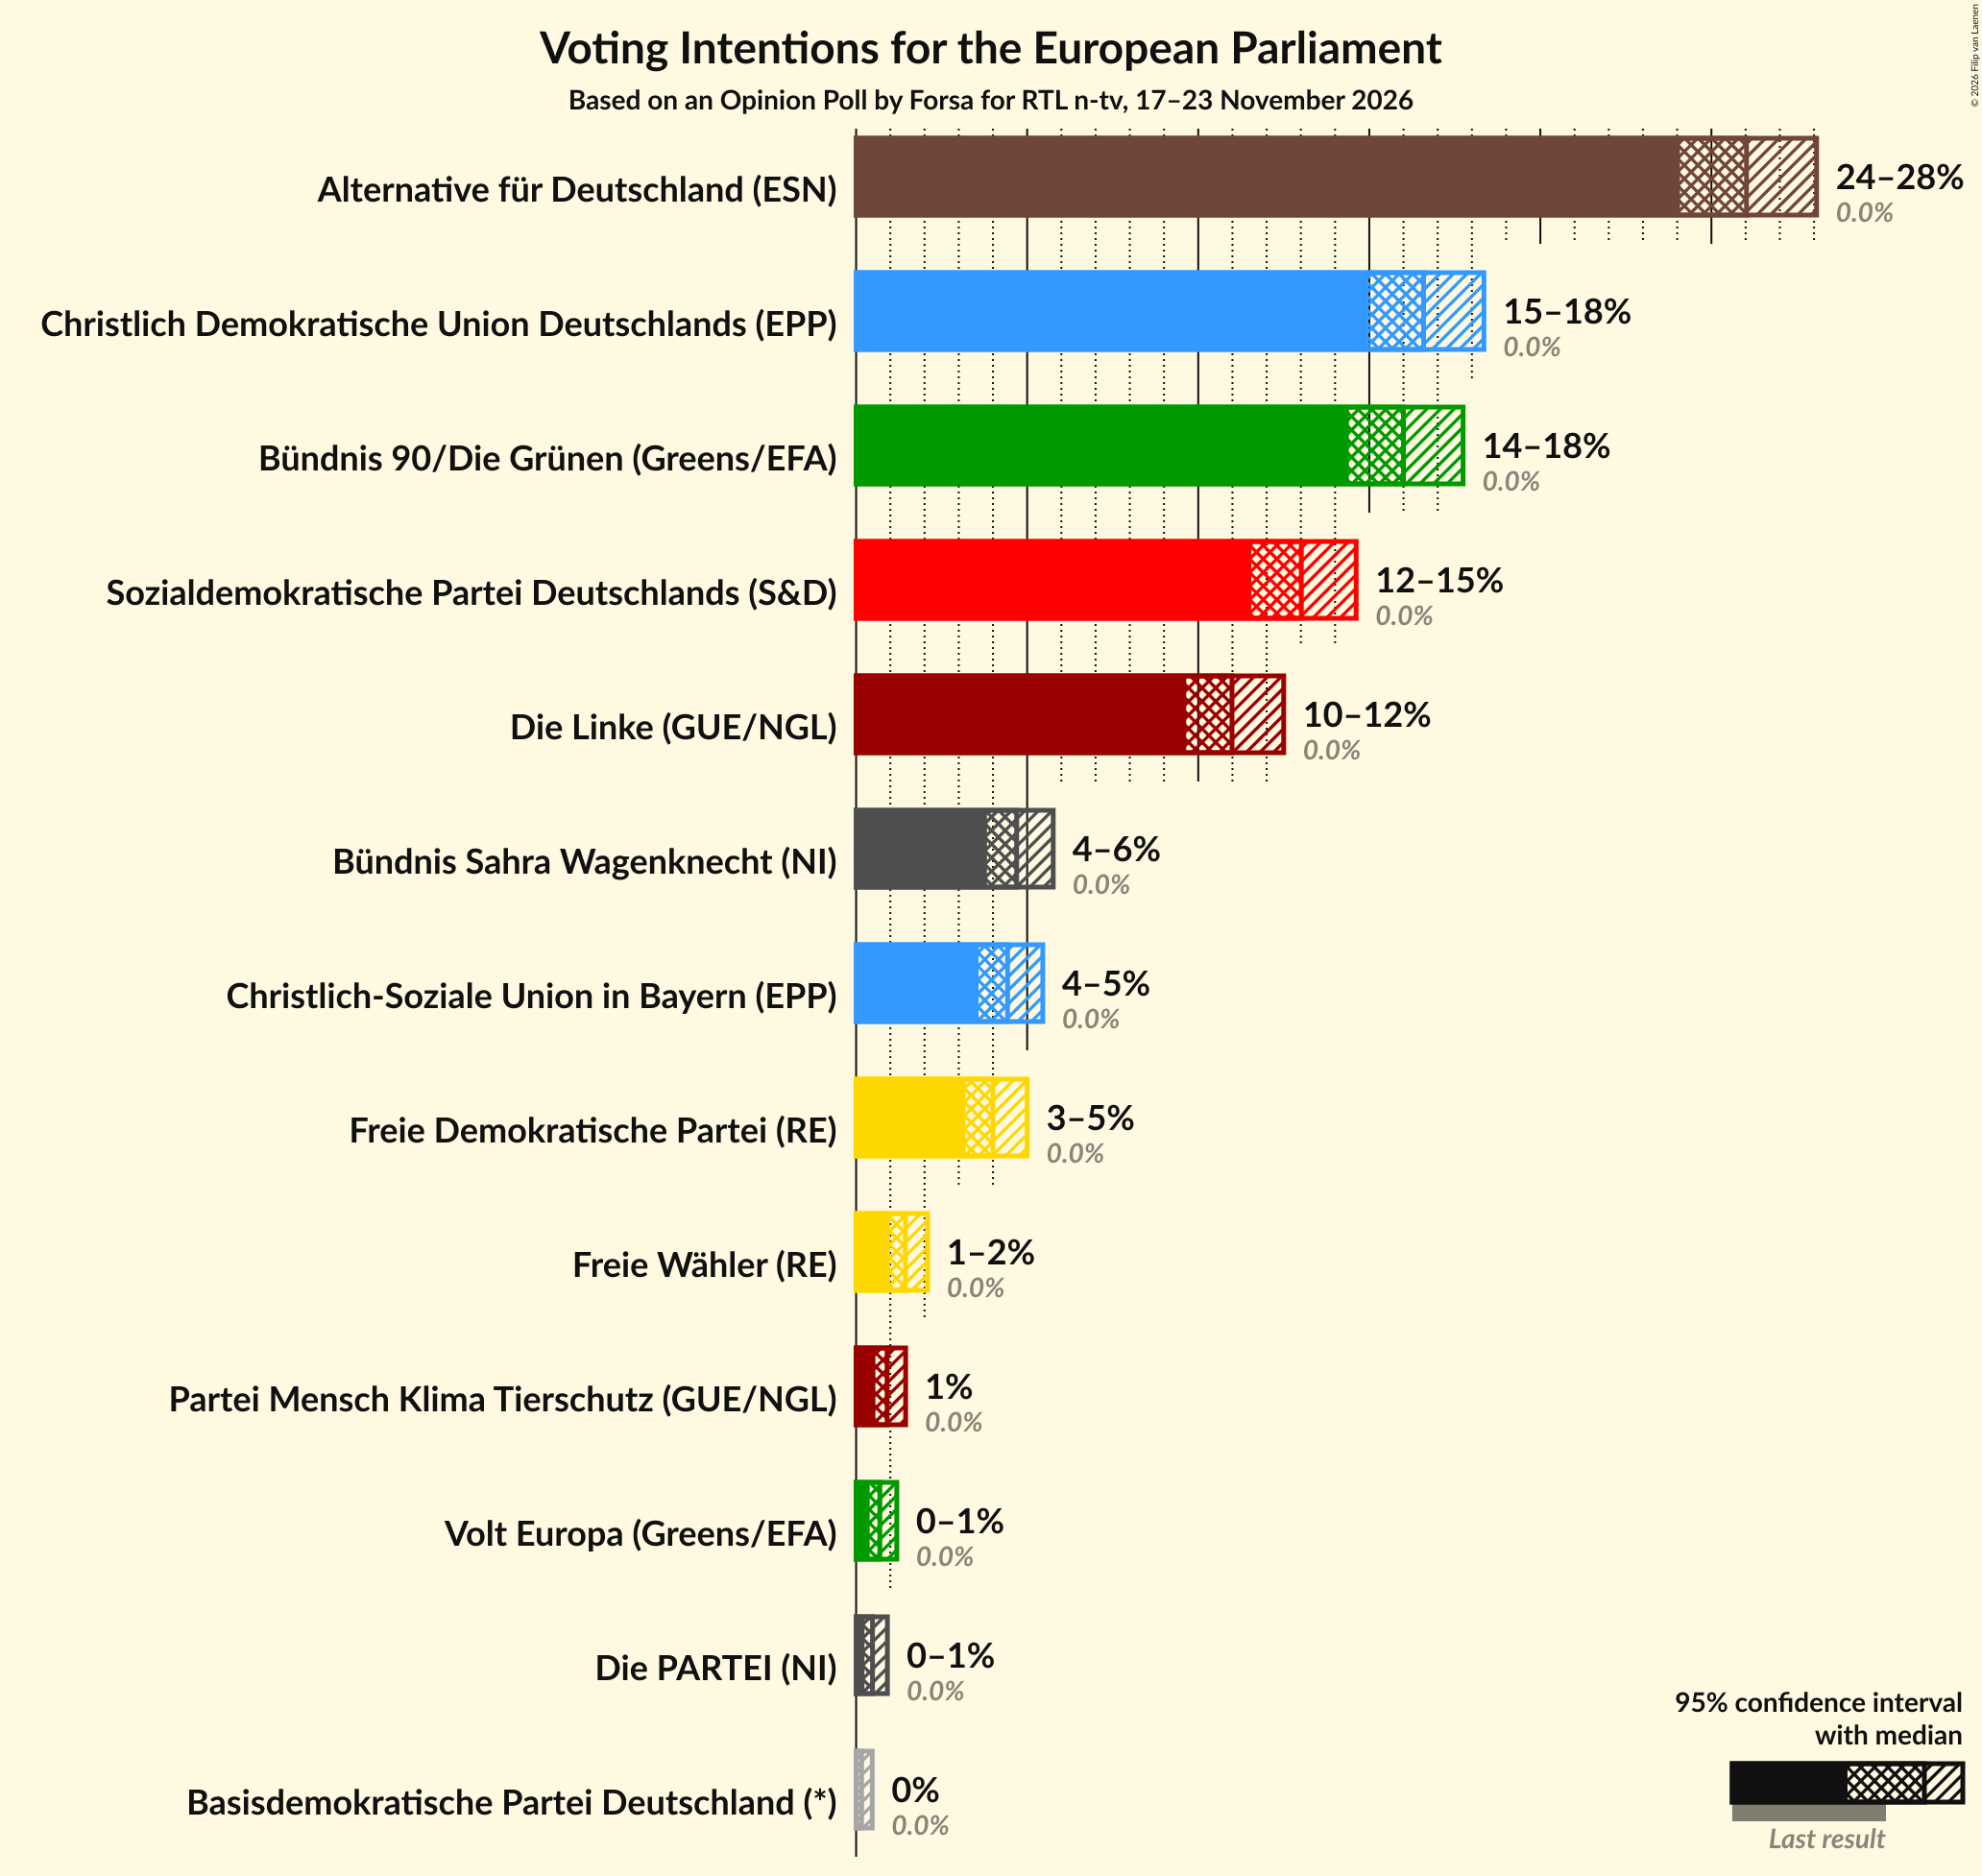 Voting Intentions for the European Parliament
Based on an Opinion Poll by Forsa for RTL n-tv, 17–23 November 2026
© 2026 Filip van Laenen
Alternative für Deutschland (ESN)
24–28%
0.0%
Christlich Demokratische Union Deutschlands (EPP)
15–18%
0.0%
Bündnis 90/Die Grünen (Greens/EFA)
14–18%
0.0%
Sozialdemokratische Partei Deutschlands (S&D)
12–15%
0.0%
Die Linke (GUE/NGL)
10–12%
0.0%
Bündnis Sahra Wagenknecht (NI)
4–6%
0.0%
Christlich-Soziale Union in Bayern (EPP)
4–5%
0.0%
Freie Demokratische Partei (RE)
3–5%
0.0%
Freie Wähler (RE)
1–2%
0.0%
Partei Mensch Klima Tierschutz (GUE/NGL)
1%
0.0%
Volt Europa (Greens/EFA)
0–1%
0.0%
Die PARTEI (NI)
0–1%
0.0%
Basisdemokratische Partei Deutschland (*)
0%
0.0%
95% confidence interval
with median
Last result